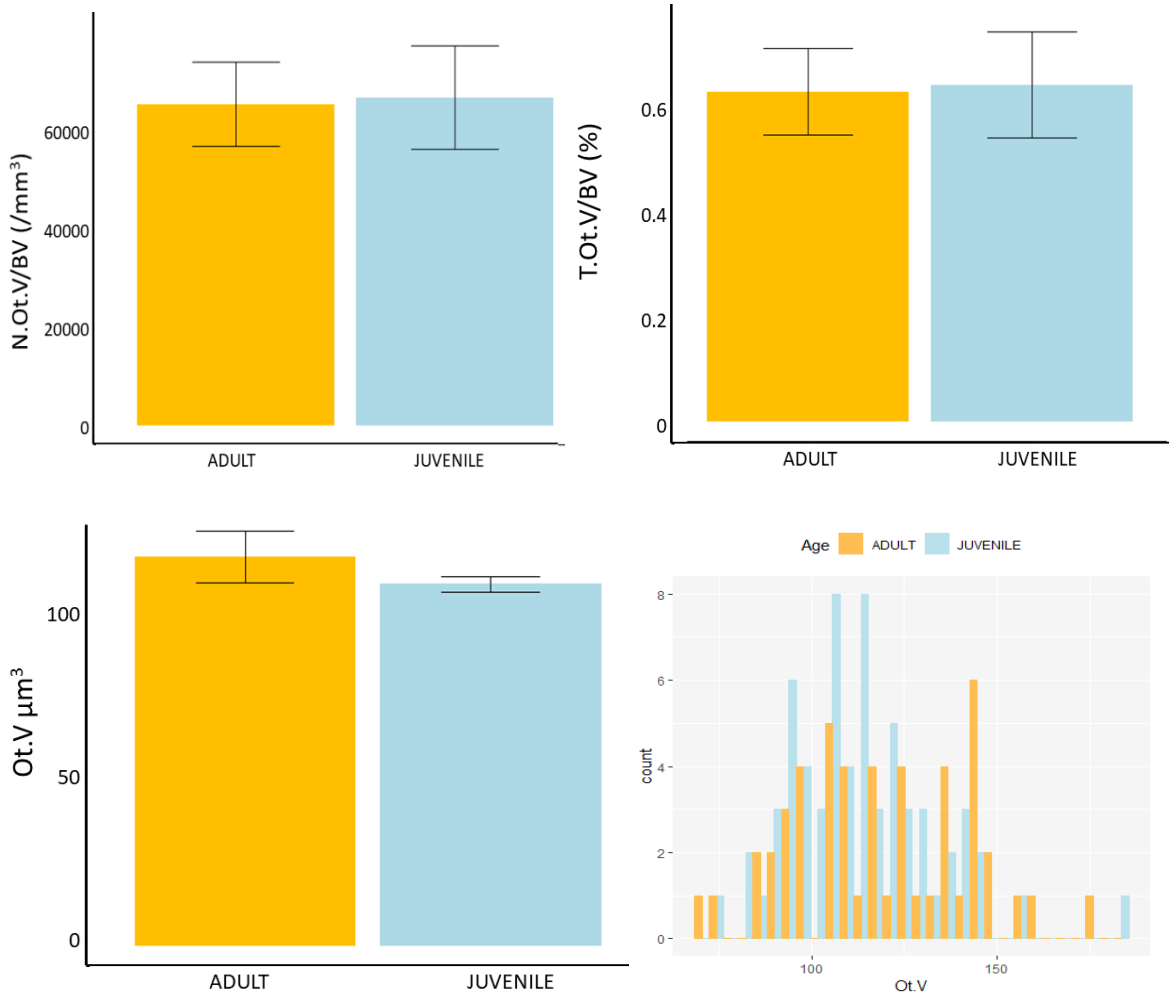 N.Ot.V/BV (/mm³)
60000
40000
20000
0
ADULT
JUVENILE
T.Ot.V/BV (%)
0.6
0.4
0.2
0
ADULT
JUVENILE
Ot.V µm³
100
50
0
ADULT
JUVENILE
Age ADULT JUVENILE
count
8
6
4
2
0
100
150
Ot.V